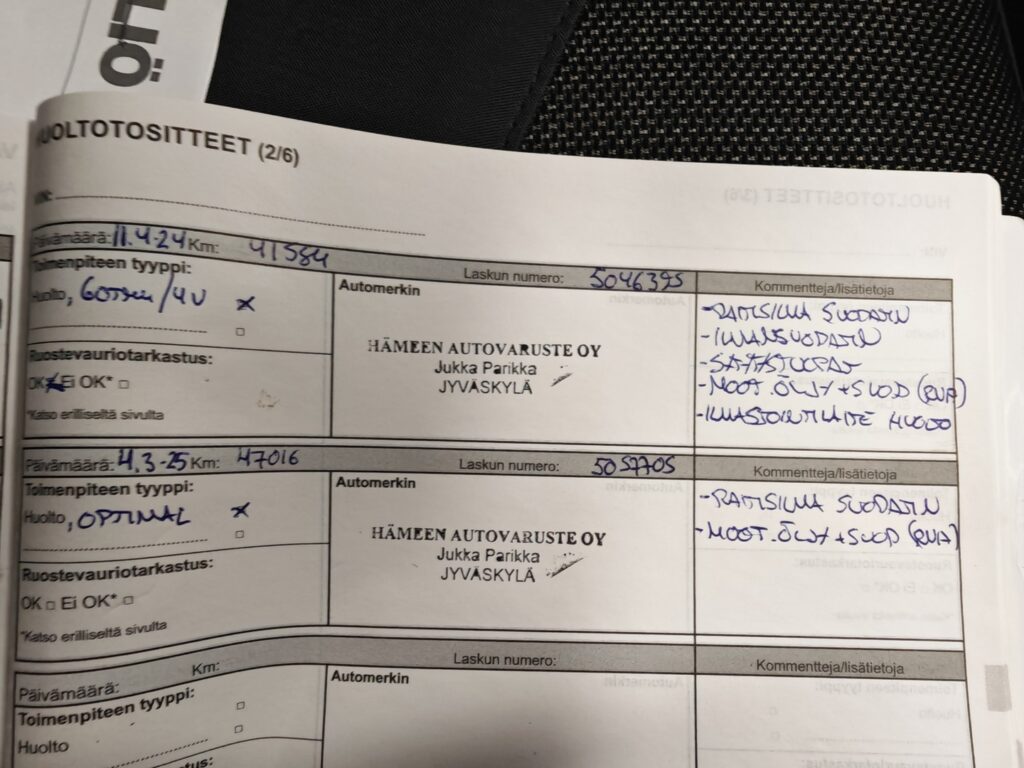 LIÖ
HUOLTOTOSITTEET (2/6)
VIN:
Päivämäärä: 11.4-24 Km: 41584
Laskun numero: 5046395
Kommentteja/lisätietoja
Toimenpiteen tyyppi:
Huolto, 60TKM/4V x
Automerkin
HÄMEEN AUTOVARUSTE OY
Jukka Parikka
JYVÄSKYLÄ
-RAITISILMA SUODATIN
-ILMANSUODATIN
-MOOT.ÖLJY+SUOD (RN17)
-ILMASTOINTILAITE HUOLTO
Ruostevauriotarkastus:
OK x Ei OK* □
*Katso erilliseltä sivulta
Päivämäärä: 4.3-25 Km: 47016
Laskun numero: 5057705
Kommentteja/lisätietoja
Toimenpiteen tyyppi:
Huolto, OPTIMAL x
Automerkin
HÄMEEN AUTOVARUSTE OY
Jukka Parikka
JYVÄSKYLÄ
-RAITISILMA SUODATIN
-MOOT.ÖLJY+SUOD (RN17)
Ruostevauriotarkastus:
OK □ Ei OK* □
*Katso erilliseltä sivulta
Päivämäärä: Km:
Laskun numero:
Kommentteja/lisätietoja
Toimenpiteen tyyppi:
Huolto
Automerkin